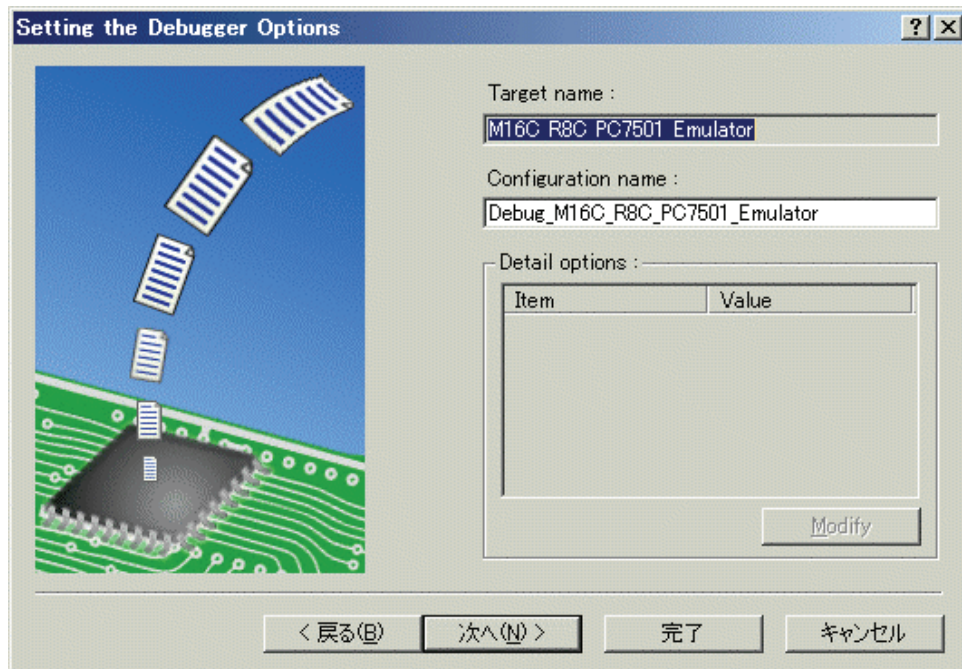 Setting the Debugger Options
Target name :
M16C R8C PC7501 Emulator
Configuration name :
Debug_M16C_R8C_PC7501_Emulator
Detail options :
Item Value
Modify
< 戻る(B) 次へ(N) > 完了 キャンセル